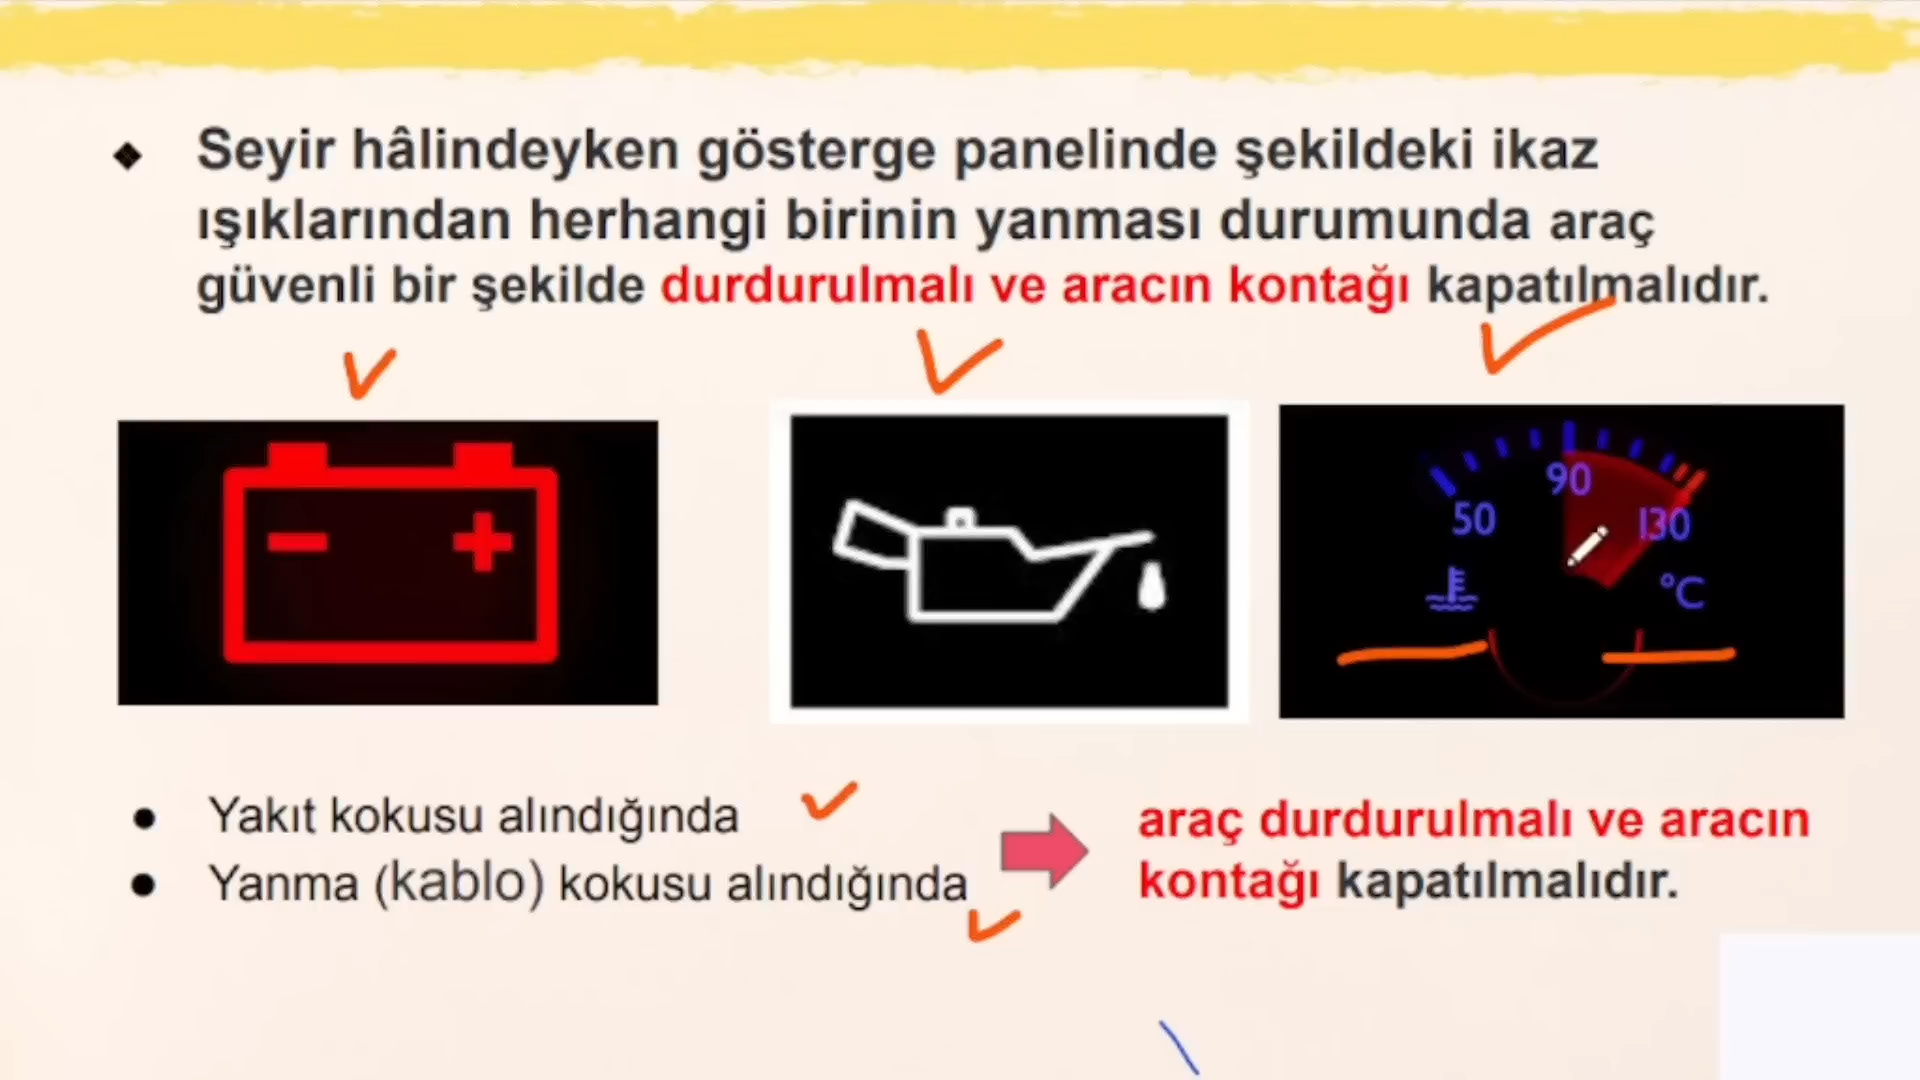 Seyir hâlindeyken gösterge panelinde şekildeki ikaz
ışıklarından herhangi birinin yanması durumunda araç
güvenli bir şekilde durdurulmalı ve aracın kontağı kapatılmalıdır.
- +
50 90 130
°C
Yakıt kokusu alındığında
Yanma (kablo) kokusu alındığında
araç durdurulmalı ve aracın
kontağı kapatılmalıdır.